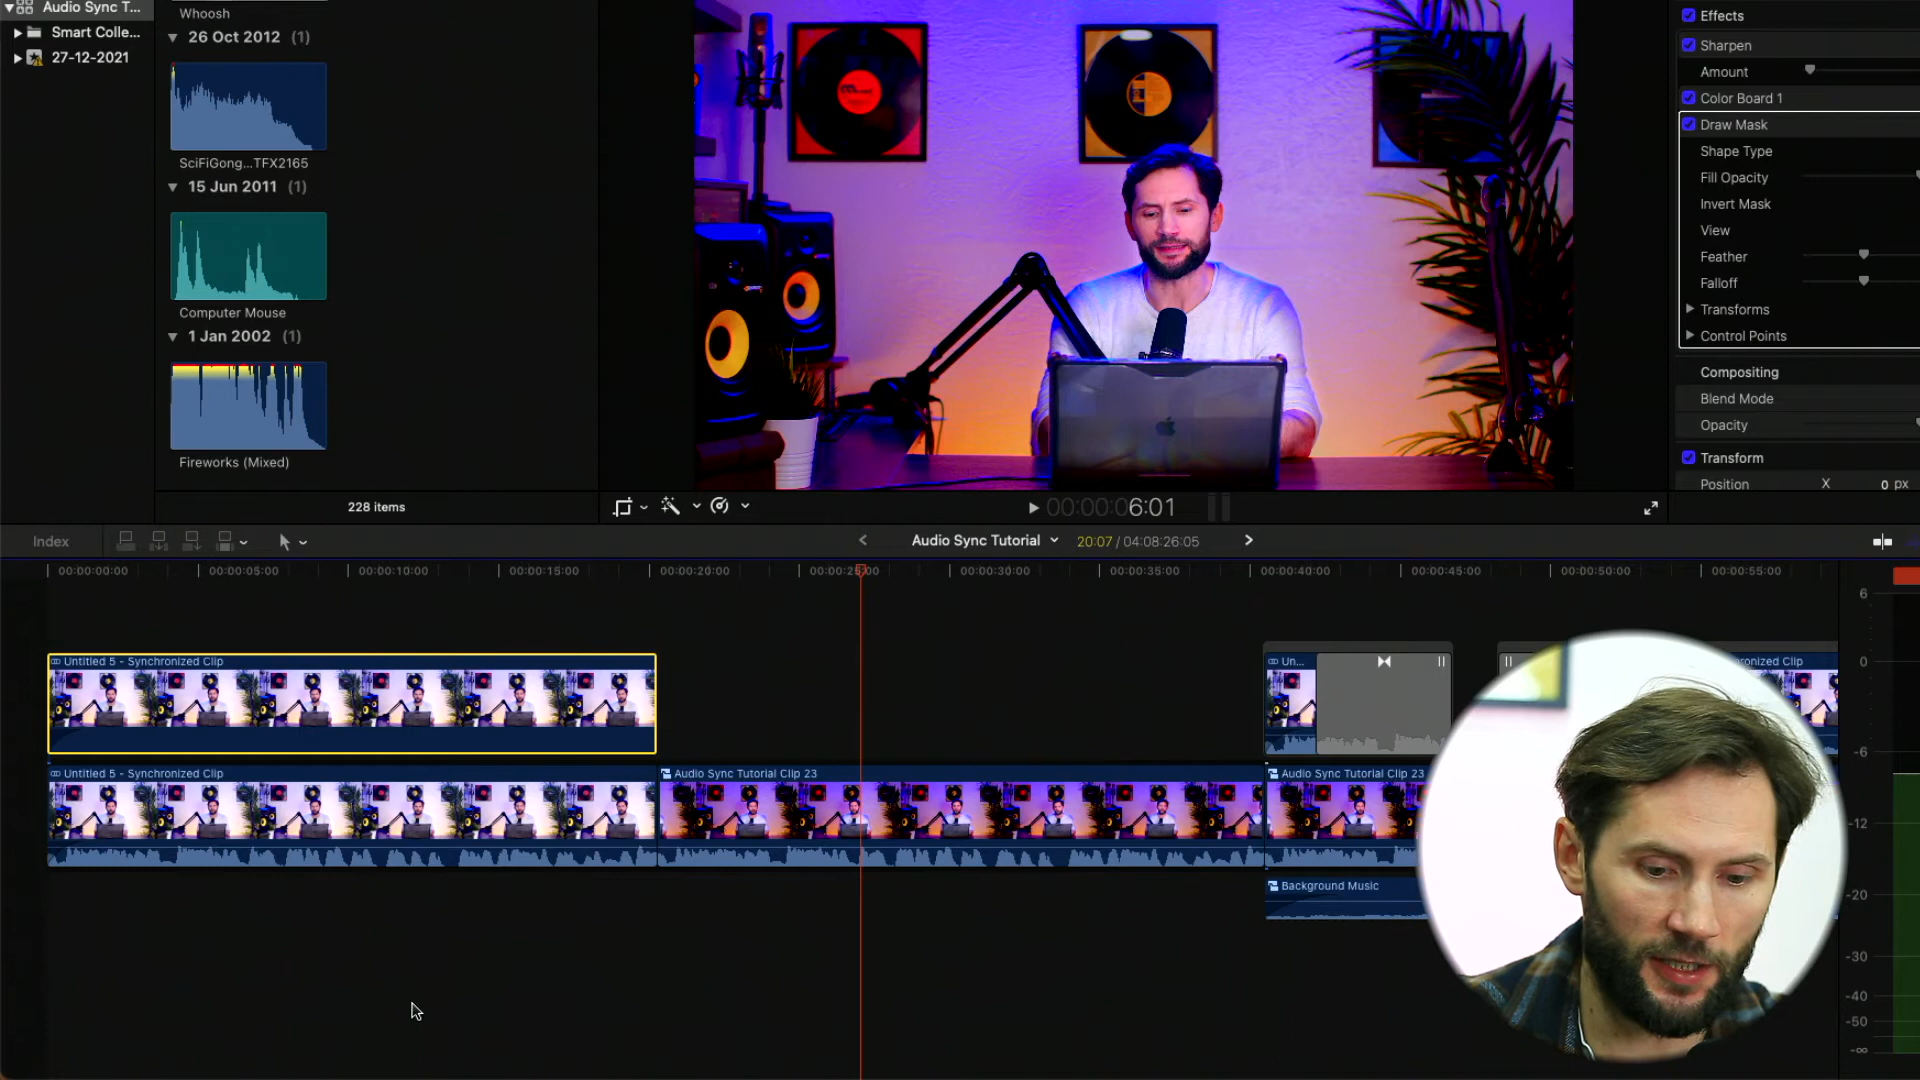 Audio Sync T...
Smart Colle...
27-12-2021
Whoosh
26 Oct 2012 (1)
SciFiGong...TFX2165
15 Jun 2011 (1)
Computer Mouse
1 Jan 2002 (1)
Fireworks (Mixed)
228 items
00:00:06:01
Effects
Sharpen
Amount
Color Board 1
Draw Mask
Shape Type
Fill Opacity
Invert Mask
View
Feather
Falloff
Transforms
Control Points
Compositing
Blend Mode
Opacity
Transform
Position X 0 px
Index
Audio Sync Tutorial 20:07 / 04:08:26:05
00:00:00:00 00:00:05:00 00:00:10:00 00:00:15:00 00:00:20:00 00:00:25:00 00:00:30:00 00:00:35:00 00:00:40:00 00:00:45:00 00:00:50:00 00:00:55:00
Untitled 5 - Synchronized Clip
Un...
Untitled 5 - Synchronized Clip
Audio Sync Tutorial Clip 23
Audio Sync Tutorial Clip 23
Background Music
6
0
-6
-12
-20
-30
-40
-50
-∞